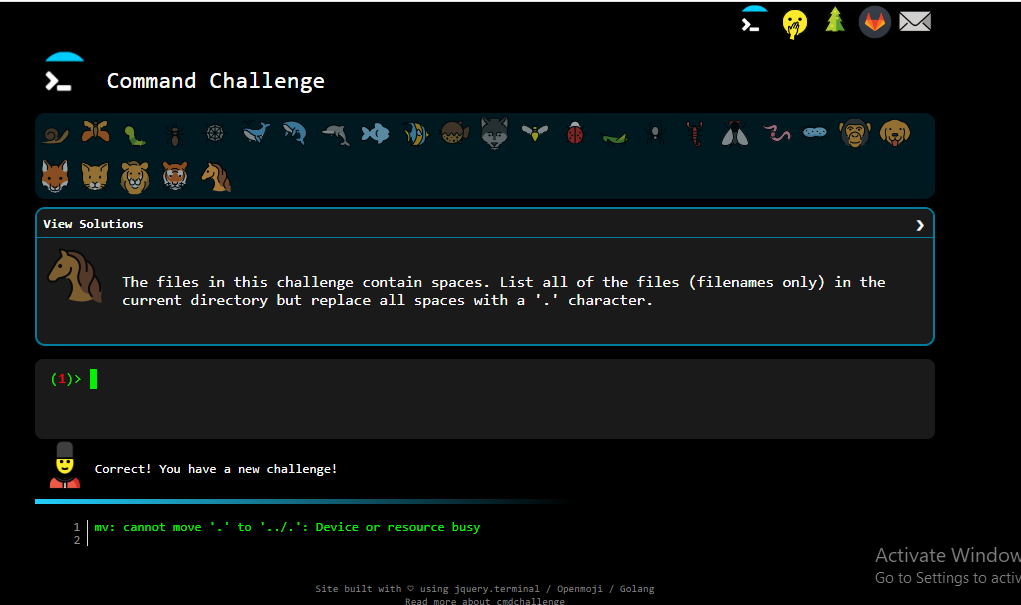 Command Challenge
View Solutions
The files in this challenge contain spaces. List all of the files (filenames only) in the
current directory but replace all spaces with a '.' character.
(1)>
Correct! You have a new challenge!
1 mv: cannot move '.' to '../.': Device or resource busy
2
Activate Window
Go to Settings to activ
Site built with ♡ using jquery.terminal / Openmoji / Golang
Read more about cmdchallenge